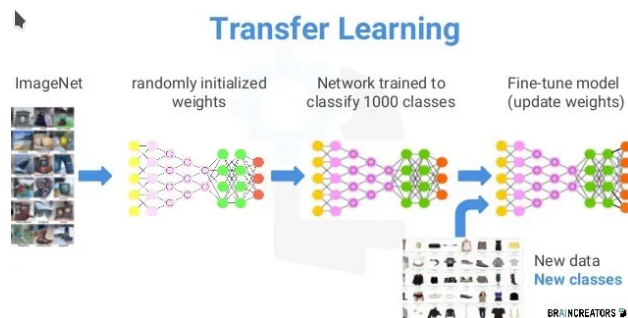 Transfer Learning
ImageNet
randomly initialized
weights
Network trained to
classify 1000 classes
Fine-tune model
(update weights)
New data
New classes
BRAINCREATORS